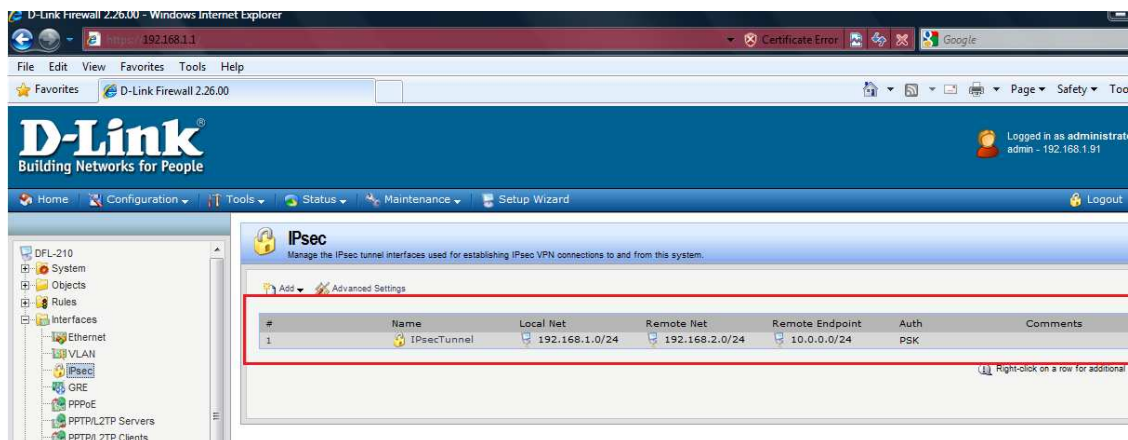 D-Link Firewall 2.26.00 - Windows Internet Explorer
https://192.168.1.1
Certificate Error
Google
File Edit View Favorites Tools Help
Favorites
D-Link Firewall 2.26.00
Page Safety Too
D-Link®
Building Networks for People
Logged in as administrat
admin - 192.168.1.91
Home Configuration Tools Status Maintenance Setup Wizard Logout
DFL-210
System
Objects
Rules
Interfaces
Ethernet
VLAN
IPsec
GRE
PPPoE
PPTP/L2TP Servers
PPTP/L2TP Clients
IPsec
Manage the IPsec tunnel interfaces used for establishing IPsec VPN connections to and from this system.
Add Advanced Settings
# Name Local Net Remote Net Remote Endpoint Auth Comments
1 IPsecTunnel 192.168.1.0/24 192.168.2.0/24 10.0.0.0/24 PSK
Right-click on a row for additional